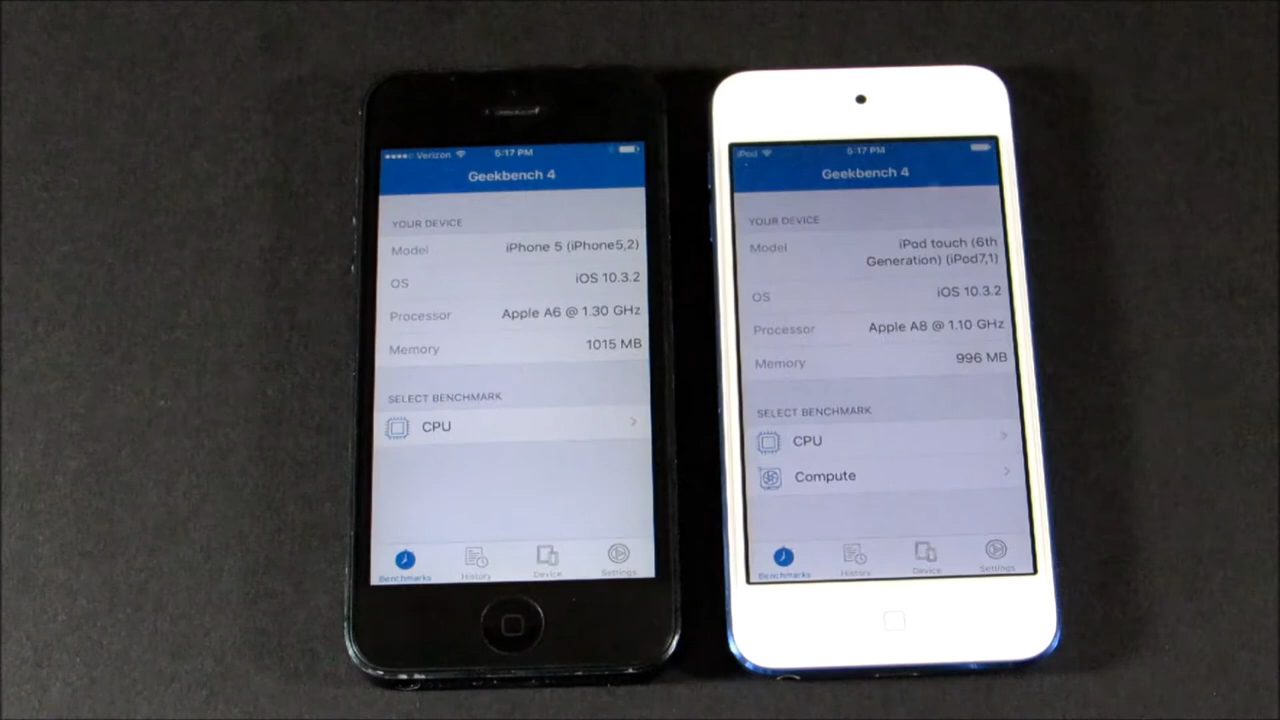 Verizon 5:17 PM
Geekbench 4
YOUR DEVICE
Model iPhone 5 (iPhone5,2)
OS iOS 10.3.2
Processor Apple A6 @ 1.30 GHz
Memory 1015 MB
SELECT BENCHMARK
CPU
Benchmarks History Device Settings
iPod 5:17 PM
Geekbench 4
YOUR DEVICE
Model iPod touch (6th
Generation) (iPod7,1)
OS iOS 10.3.2
Processor Apple A8 @ 1.10 GHz
Memory 996 MB
SELECT BENCHMARK
CPU
Compute
Benchmarks History Device Settings